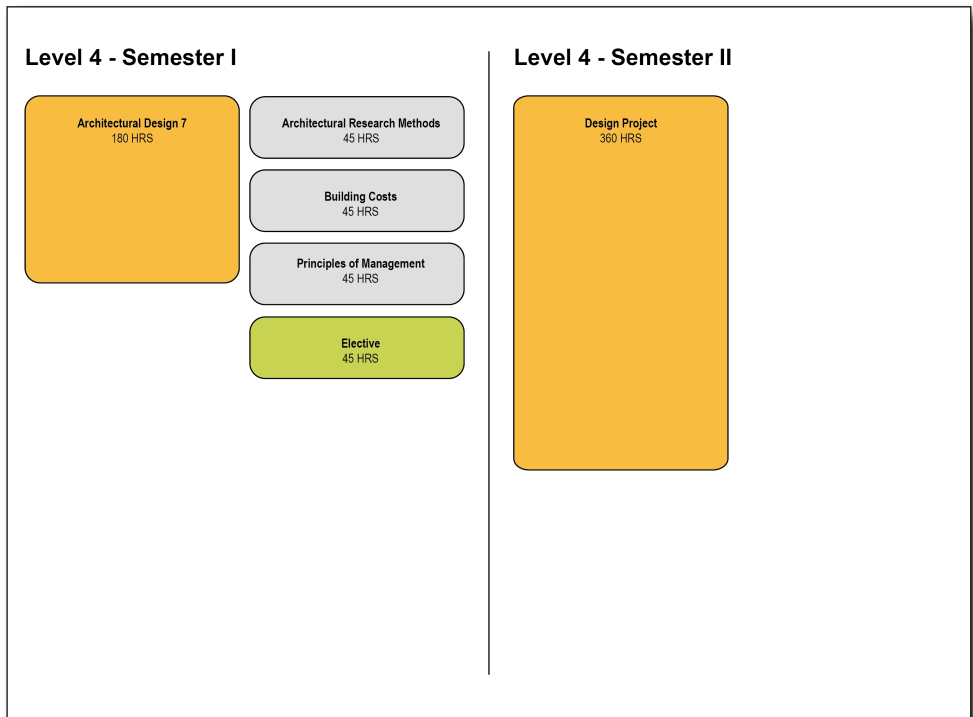 Level 4 - Semester I
Architectural Design 7
180 HRS
Architectural Research Methods
45 HRS
Building Costs
45 HRS
Principles of Management
45 HRS
Elective
45 HRS
Level 4 - Semester II
Design Project
360 HRS